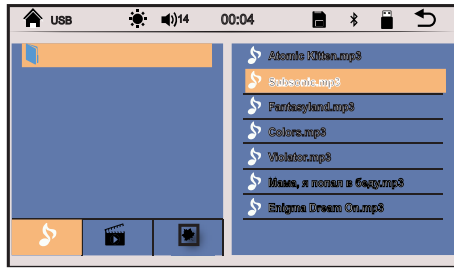 USB 14 00:04
Atomic Kitten.mp3
Subsonic.mp3
Fantasyland.mp3
Colors.mp3
Violator.mp3
Мама, я попал в беду.mp3
Enigma Dream On.mp3